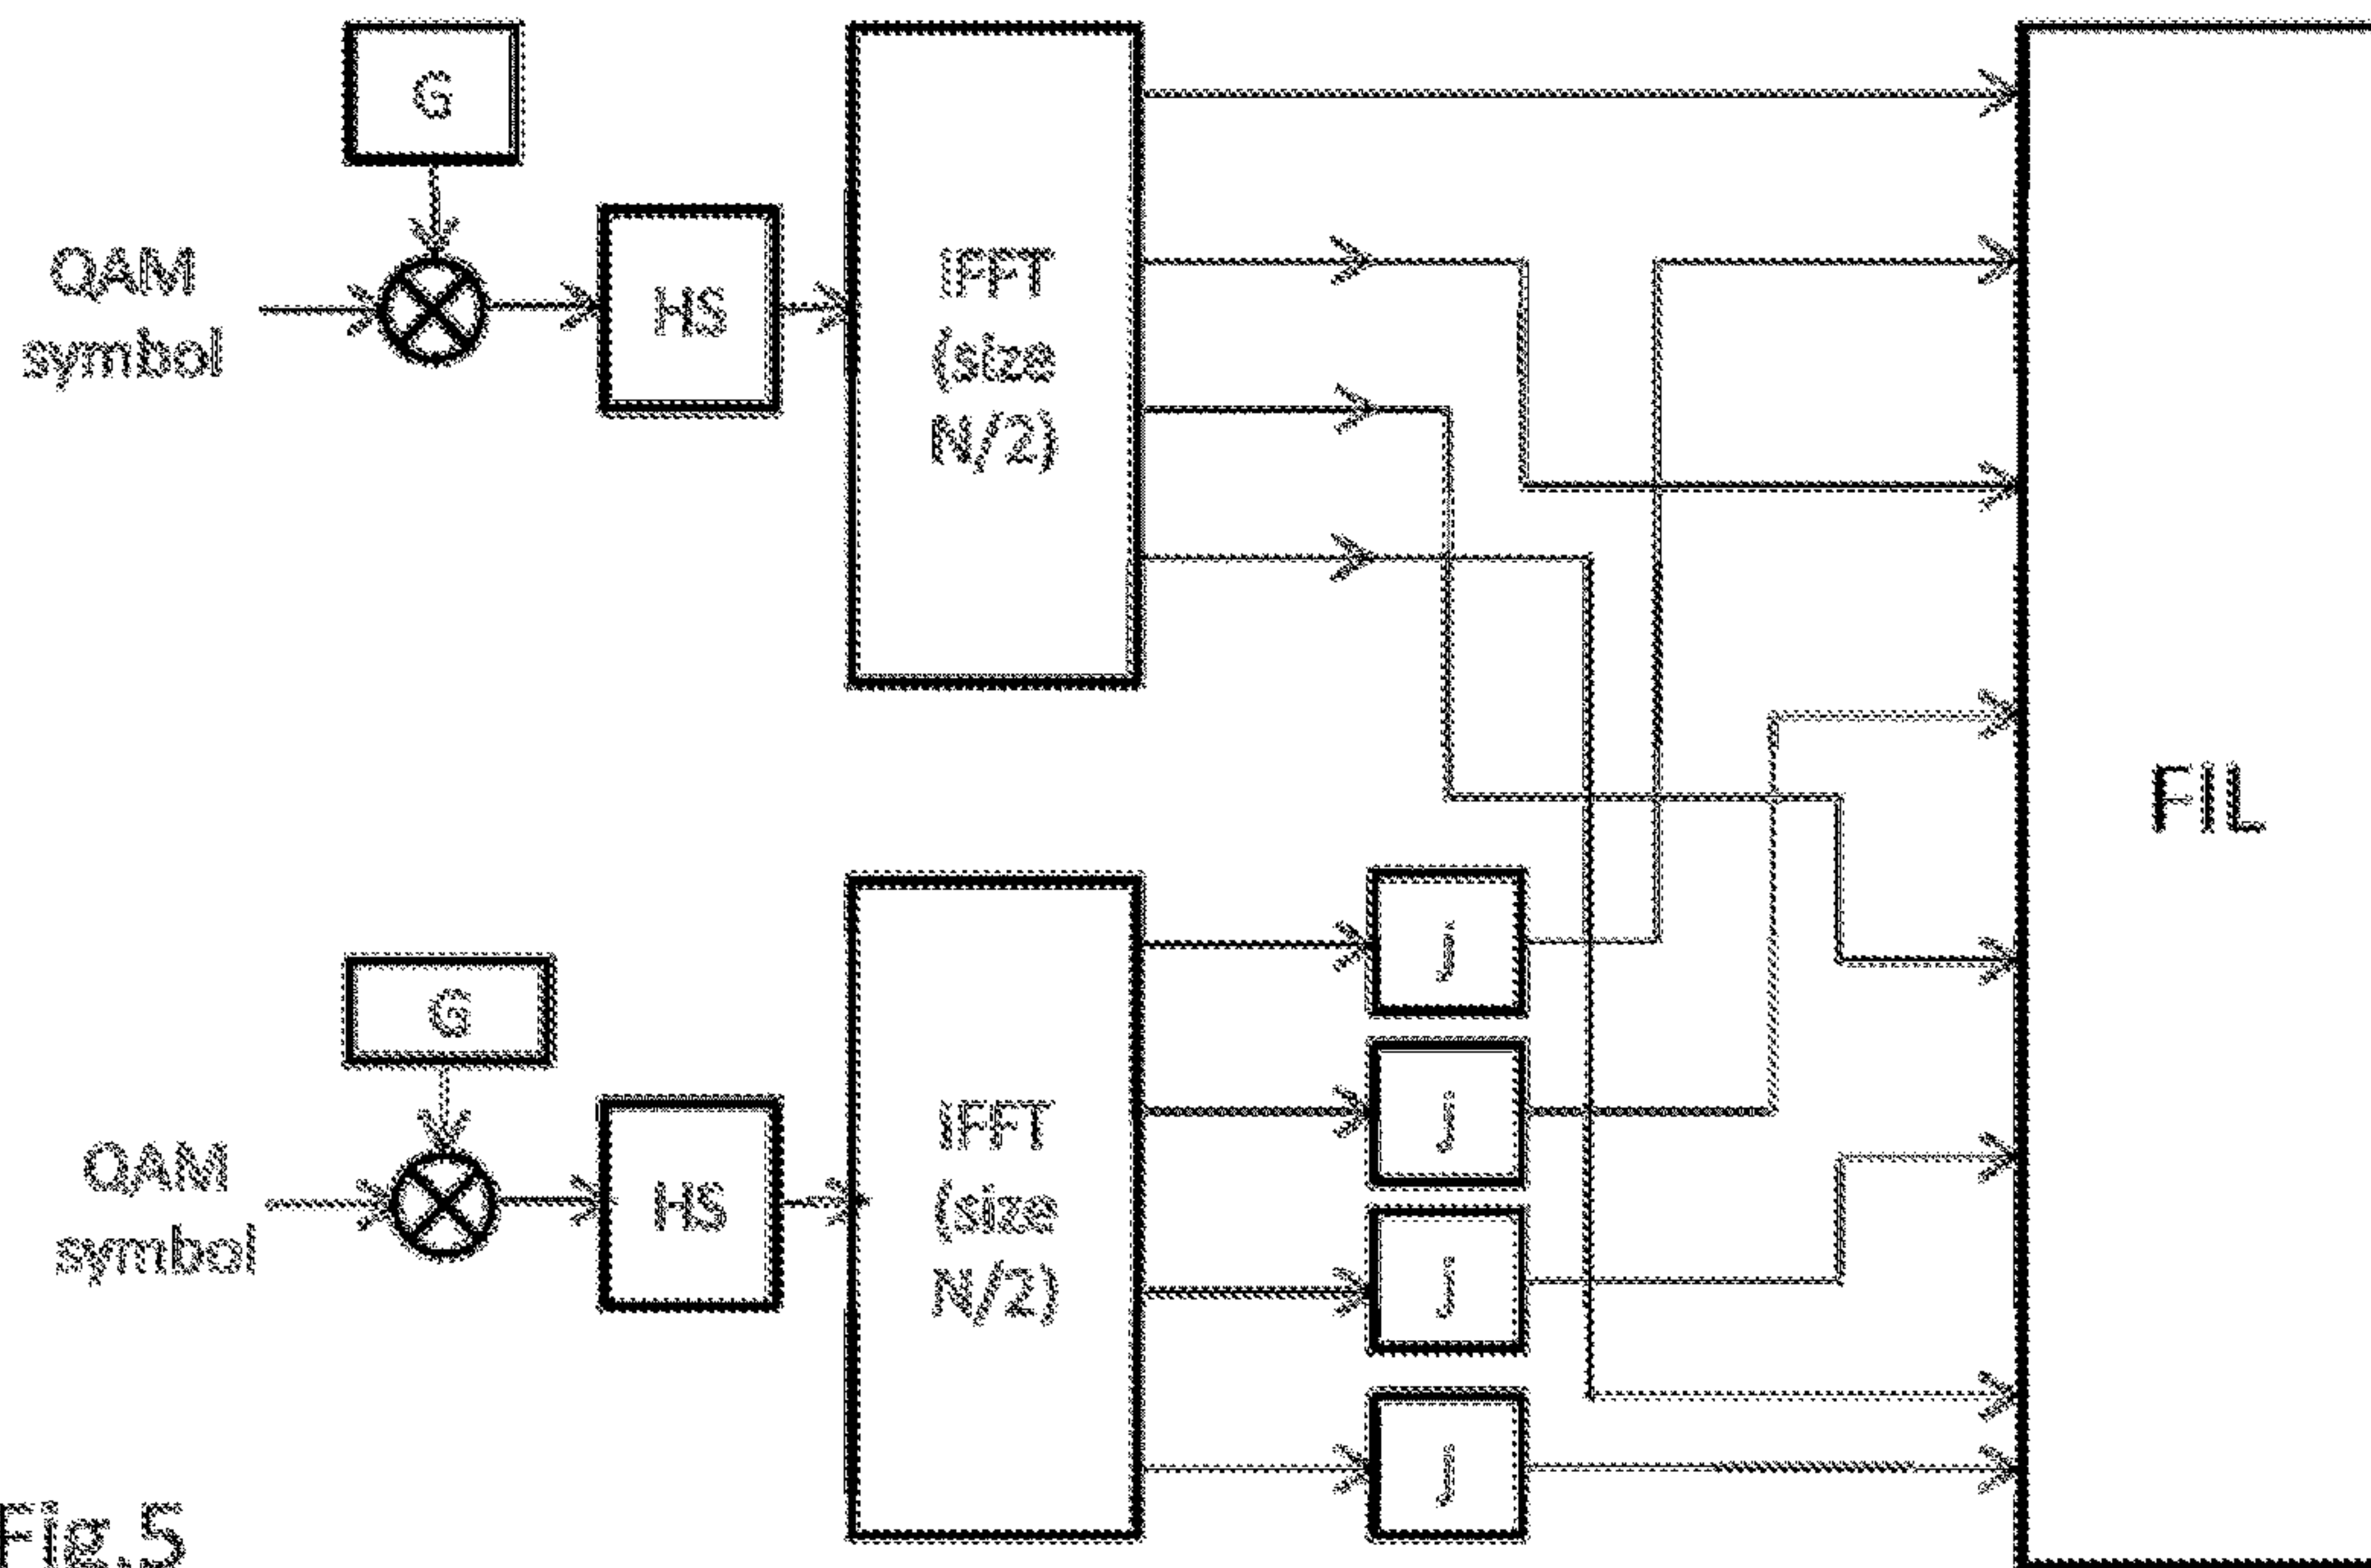 G
QAM
symbol
HS
IFFT
(size
N/2)
FIL
G
QAM
symbol
HS
IFFT
(size
N/2)
j
j
j
j
Fig.5